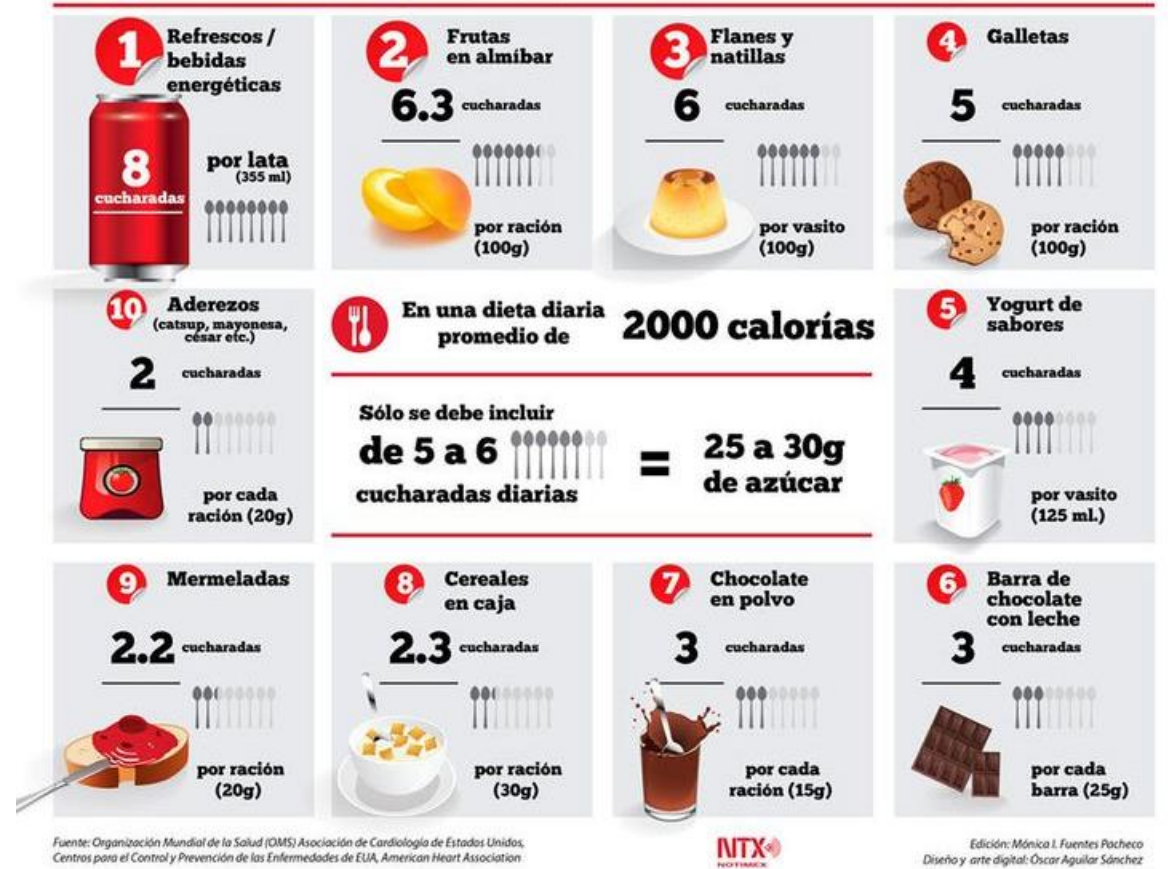 1
Refrescos /
bebidas
energéticas
8
cucharadas
por lata
(355 ml)
2
Frutas
en almíbar
6.3 cucharadas
por ración
(100g)
3
Flanes y
natillas
6 cucharadas
por vasito
(100g)
4
Galletas
5 cucharadas
por ración
(100g)
10
Aderezos
(catsup, mayonesa,
césar etc.)
2 cucharadas
por cada
ración (20g)
En una dieta diaria
promedio de
2000 calorías
Sólo se debe incluir
de 5 a 6
cucharadas diarias
=
25 a 30g
de azúcar
5
Yogurt de
sabores
4 cucharadas
por vasito
(125 ml.)
9
Mermeladas
2.2 cucharadas
por ración
(20g)
8
Cereales
en caja
2.3 cucharadas
por ración
(30g)
7
Chocolate
en polvo
3 cucharadas
por cada
ración (15g)
6
Barra de
chocolate
con leche
3 cucharadas
por cada
barra (25g)
Fuente: Organización Mundial de la Salud (OMS) Asociación de Cardiología de Estados Unidos,
Centros para el Control y Prevención de las Enfermedades de EUA, American Heart Association
NTX
NOTIMEX
Edición: Mónica I. Fuentes Pacheco
Diseño y arte digital: Oscar Aguilar Sánchez